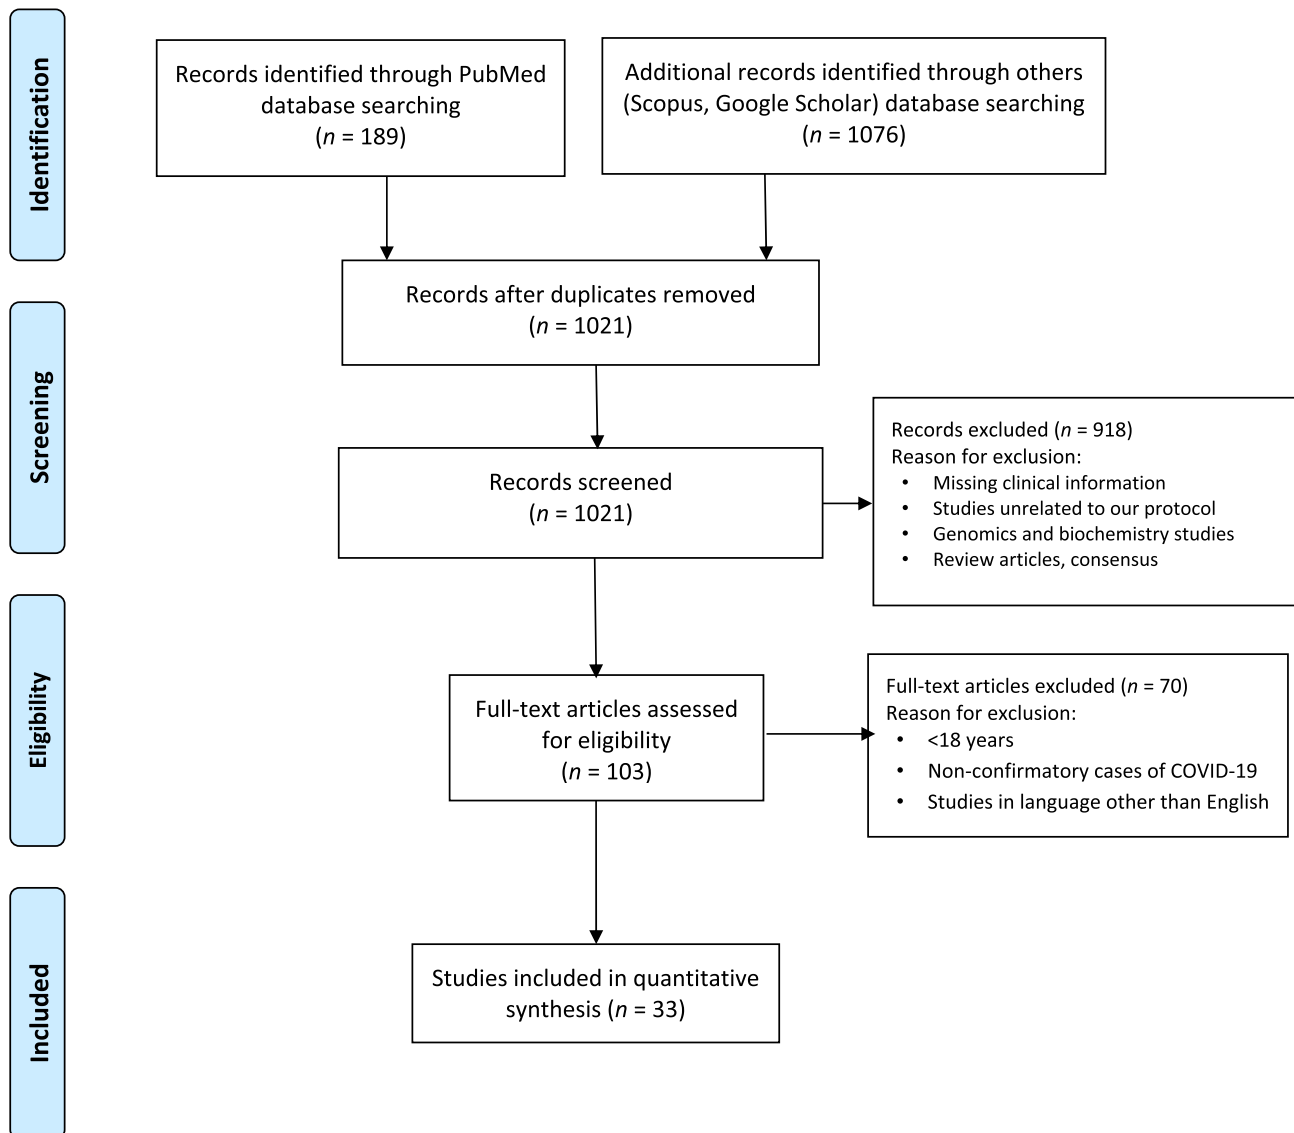 Identification
Records identified through PubMed
database searching
(n = 189)
Additional records identified through others
(Scopus, Google Scholar) database searching
(n = 1076)
Records after duplicates removed
(n = 1021)
Screening
Records screened
(n = 1021)
Records excluded (n = 918)
Reason for exclusion:
• Missing clinical information
• Studies unrelated to our protocol
• Genomics and biochemistry studies
• Review articles, consensus
Eligibility
Full-text articles assessed
for eligibility
(n = 103)
Full-text articles excluded (n = 70)
Reason for exclusion:
• <18 years
• Non-confirmatory cases of COVID-19
• Studies in language other than English
Included
Studies included in quantitative
synthesis (n = 33)